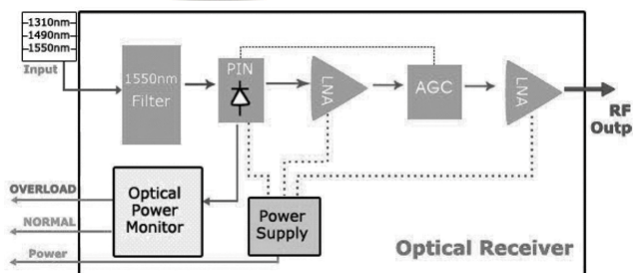 1310nm
1490nm
1550nm
Input
1550nm
Filter
PIN
LNA
AGC
LNA
RF
Outp
OVERLOAD
NORMAL
Power
Optical
Power
Monitor
Power
Supply
Optical Receiver